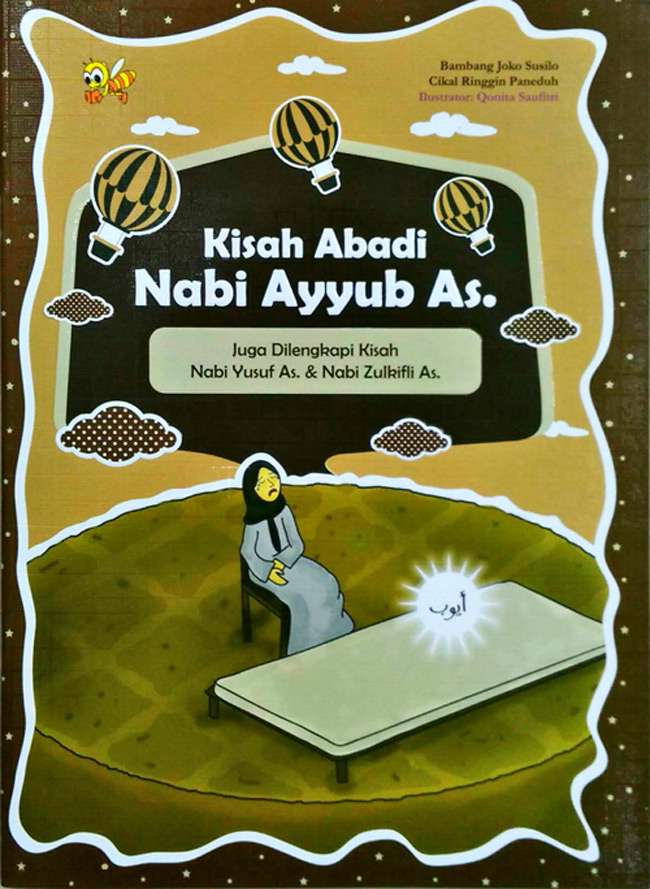 Bambang Joko Susilo
Cikal Ringgin Paneduh
Ilustrator: Qonita Saufitri
Kisah Abadi
Nabi Ayyub As.
Juga Dilengkapi Kisah
Nabi Yusuf As. & Nabi Zulkifli As.
أيوب